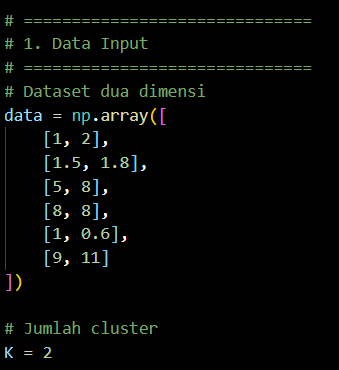 # ==============================
# 1. Data Input
# ==============================
# Dataset dua dimensi
data = np.array([
    [1, 2],
    [1.5, 1.8],
    [5, 8],
    [8, 8],
    [1, 0.6],
    [9, 11]
])
# Jumlah cluster
K = 2